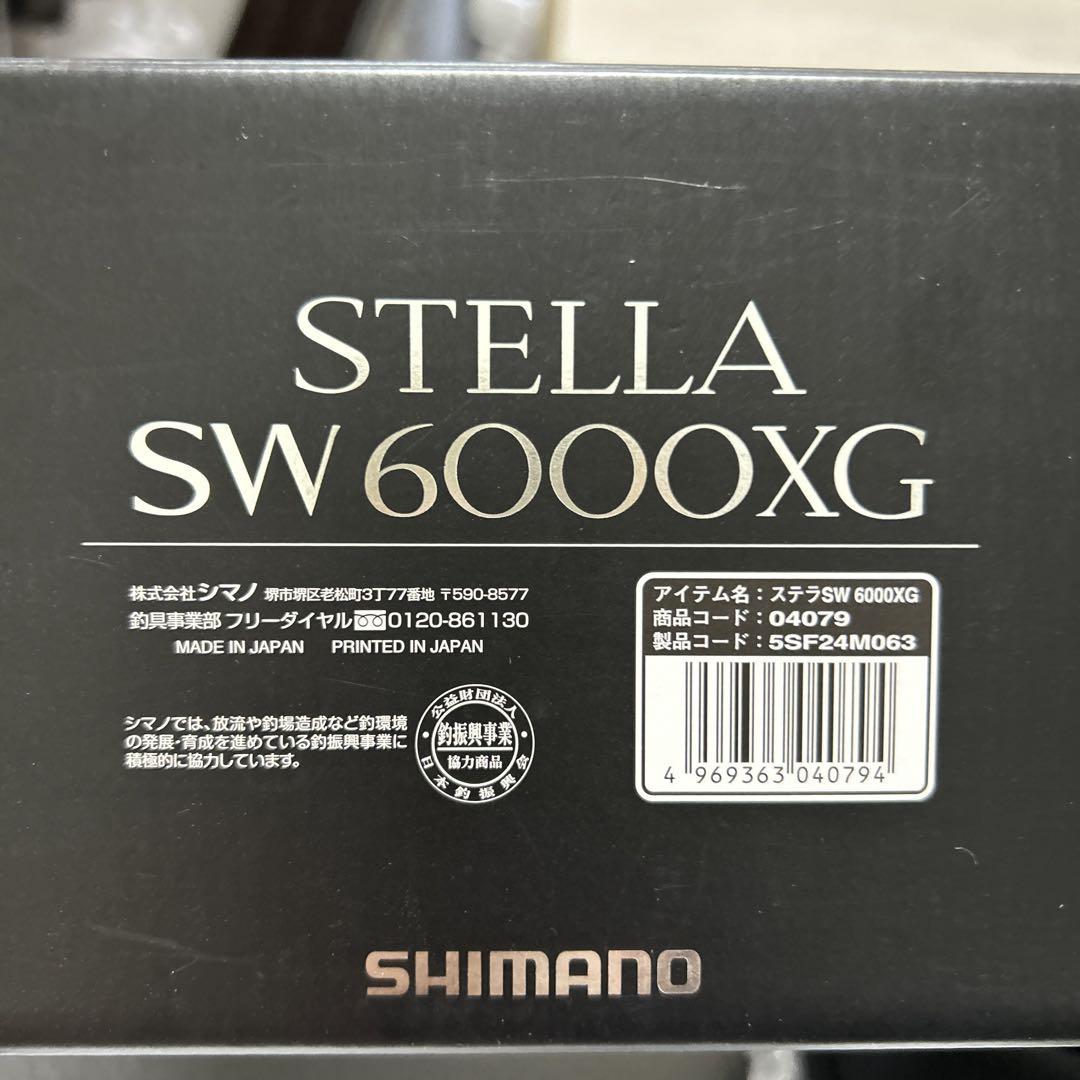 STELLA
SW 6000XG
株式会社シマノ 堺市堺区老松町3丁77番地 〒590-8577
釣具事業部 フリーダイヤル 0120-861130
MADE IN JAPAN PRINTED IN JAPAN
シマノでは、放流や釣場造成など釣環境
の発展・育成を進めている釣振興事業に
積極的に協力しています。
公益財団法人
釣振興事業
協力商品
日本釣振興会
アイテム名：ステラSW 6000XG
商品コード：04079
製品コード：5SF24M063
4 969363 040794
SHIMANO